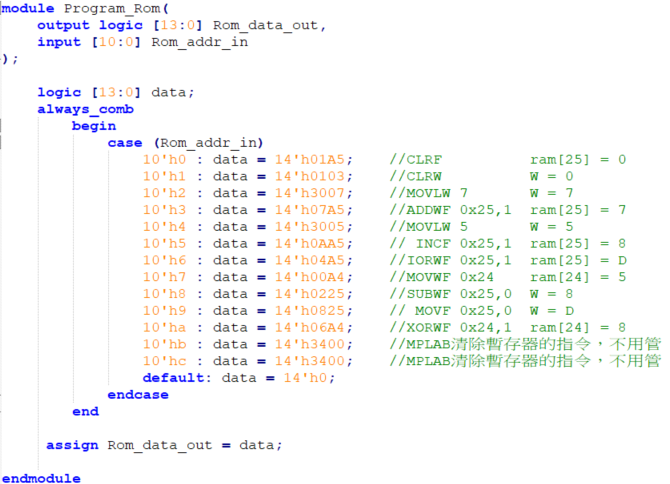 module Program_Rom(
    output logic [13:0] Rom_data_out,
    input [10:0] Rom_addr_in
);
    logic [13:0] data;
    always_comb
        begin
            case (Rom_addr_in)
                10'h0 : data = 14'h01A5;    //CLRF          ram[25] = 0
                10'h1 : data = 14'h0103;    //CLRW          W = 0
                10'h2 : data = 14'h3007;    //MOVLW 7       W = 7
                10'h3 : data = 14'h07A5;    //ADDWF 0x25,1  ram[25] = 7
                10'h4 : data = 14'h3005;    //MOVLW 5       W = 5
                10'h5 : data = 14'h0AA5;    // INCF 0x25,1  ram[25] = 8
                10'h6 : data = 14'h04A5;    //IORWF 0x25,1  ram[25] = D
                10'h7 : data = 14'h00A4;    //MOVWF 0x24    ram[24] = 5
                10'h8 : data = 14'h0225;    //SUBWF 0x25,0  W = 8
                10'h9 : data = 14'h0825;    // MOVF 0x25,0  W = D
                10'ha : data = 14'h06A4;    //XORWF 0x24,1  ram[24] = 8
                10'hb : data = 14'h3400;    //MPLAB清除暫存器的指令，不用管
                10'hc : data = 14'h3400;    //MPLAB清除暫存器的指令，不用管
                default: data = 14'h0;
            endcase
        end
     assign Rom_data_out = data;
endmodule